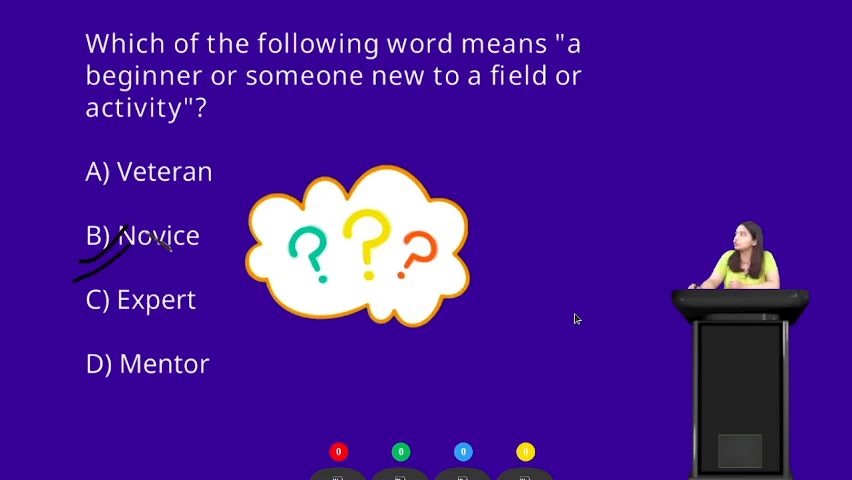 Which of the following word means "a
beginner or someone new to a field or
activity"?
A) Veteran
B) Novice
C) Expert
D) Mentor
0 0 0 0